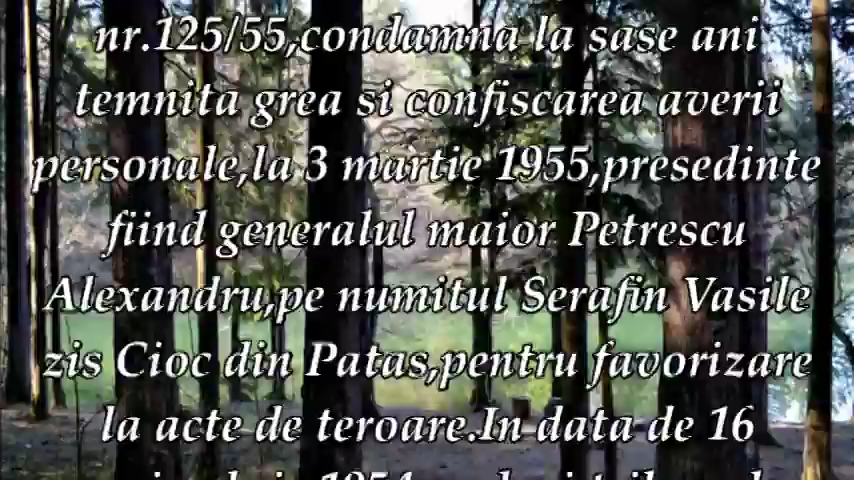 nr.125/55,condamna la sase ani
temnita grea si confiscarea averii
personale,la 3 martie 1955,presedinte
fiind generalul maior Petrescu
Alexandru,pe numitul Serafin Vasile
zis Cioc din Patas,pentru favorizare
la acte de teroare.In data de 16
1954